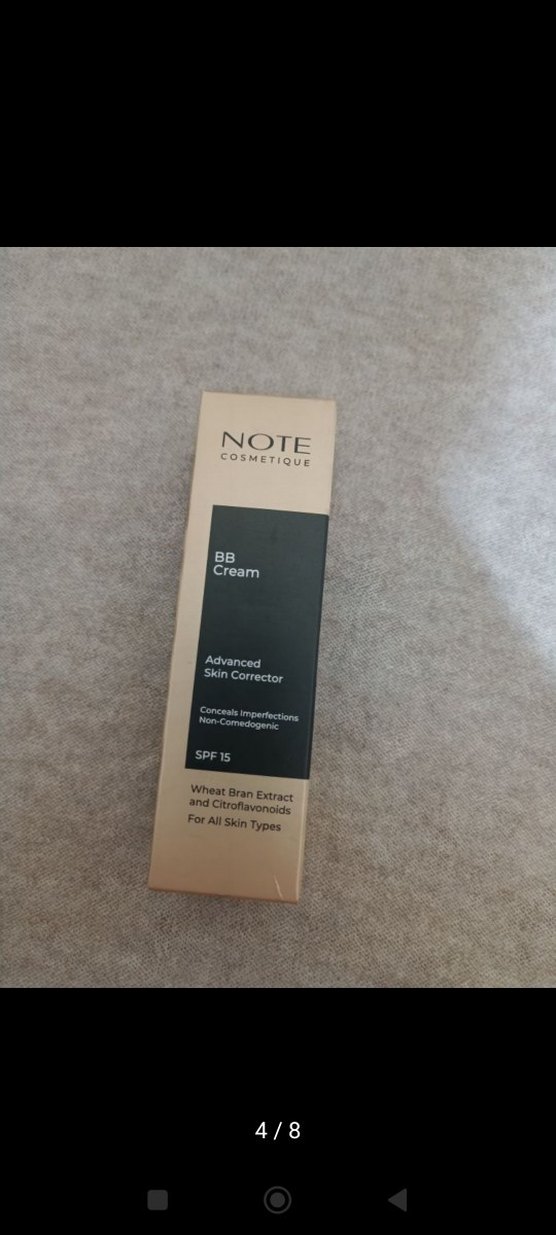 NOTE
COSMETIQUE
BB
Cream
Advanced
Skin Corrector
Conceals Imperfections
Non-Comedogenic
SPF 15
Wheat Bran Extract
and Citroflavonoids
For All Skin Types
4 / 8